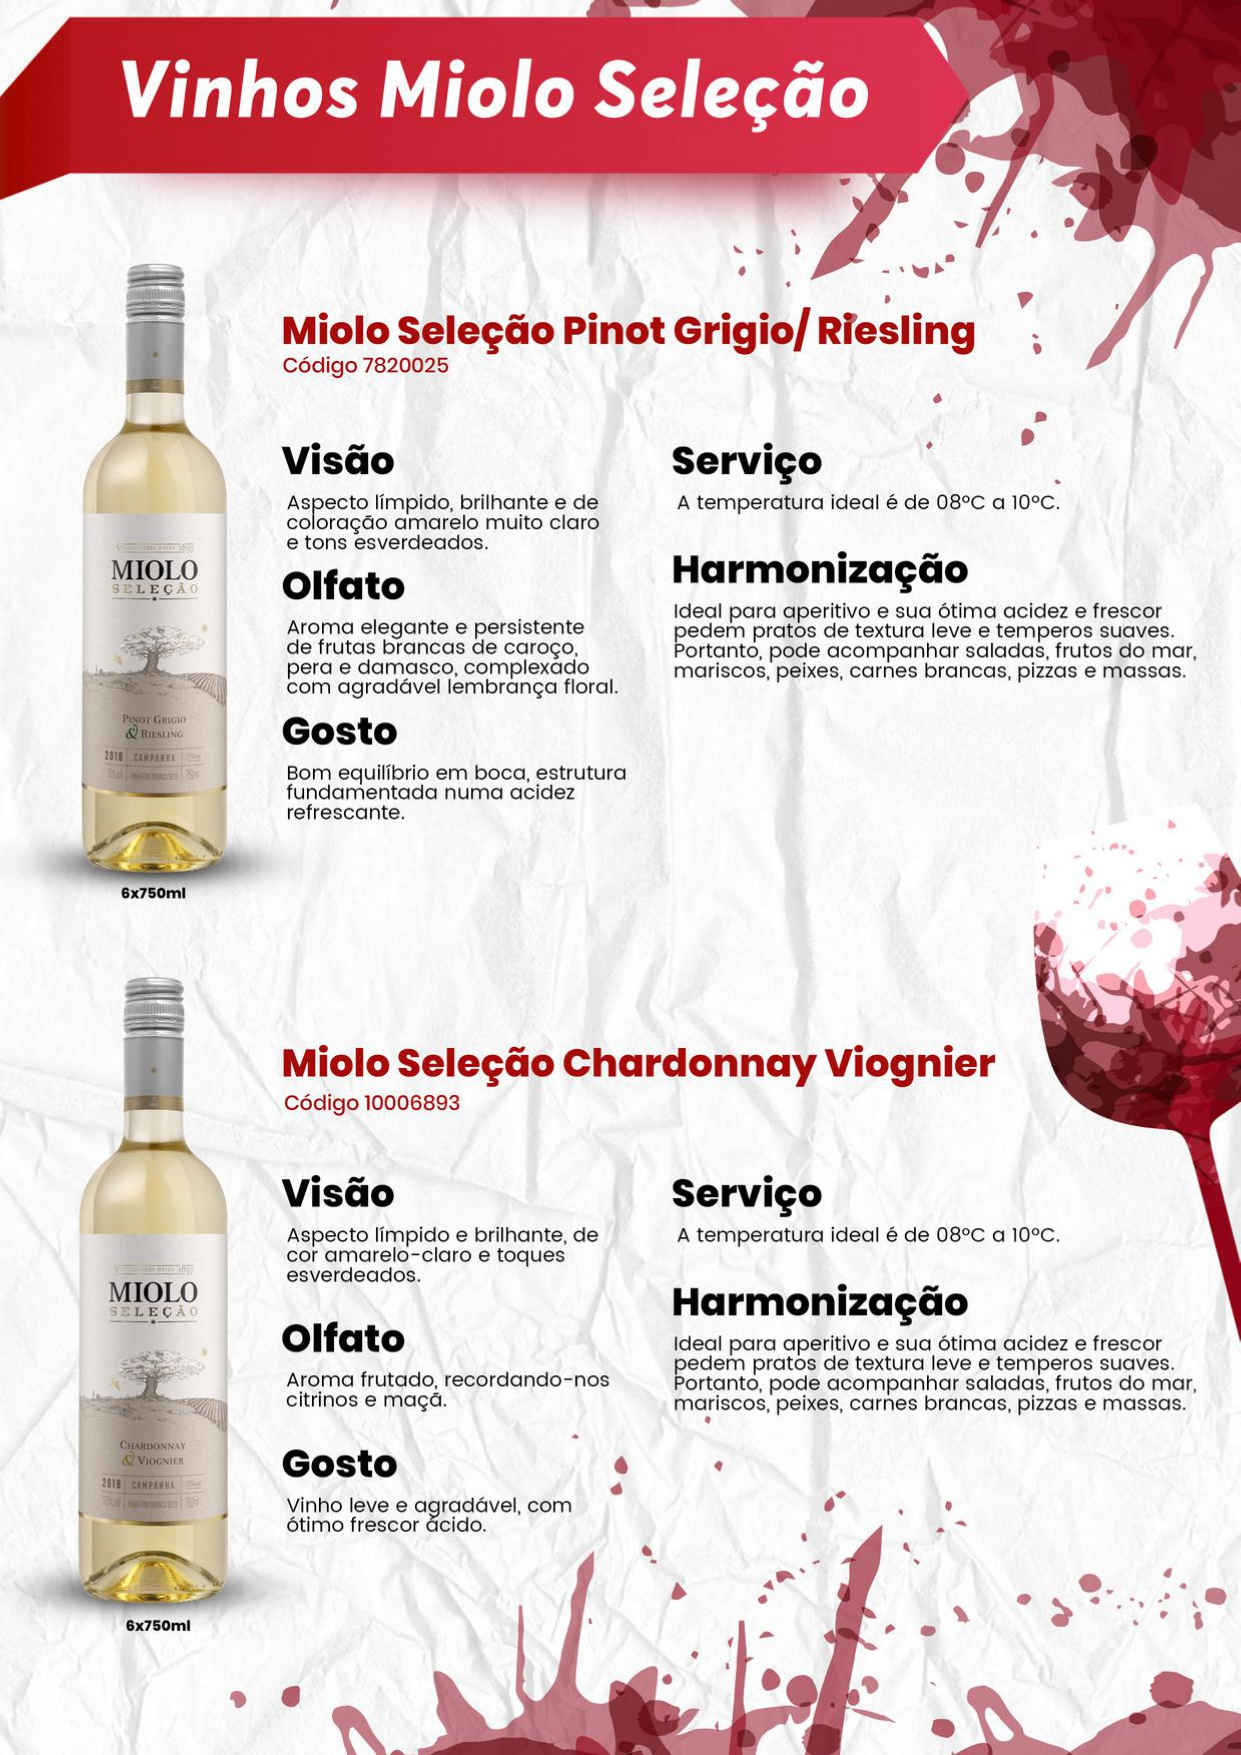 Vinhos Miolo Seleção
Miolo Seleção Pinot Grigio/ Riesling
Código 7820025
Visão
Aspecto límpido, brilhante e de
coloração amarelo muito claro
e tons esverdeados.
Olfato
Aroma elegante e persistente
de frutas brancas de caroço,
pera e damasco, complexado
com agradável lembrança floral.
Gosto
Bom equilíbrio em boca, estrutura
fundamentada numa acidez
refrescante.
Serviço
A temperatura ideal é de 08ºC a 10ºC.
Harmonização
Ideal para aperitivo e sua ótima acidez e frescor
pedem pratos de textura leve e temperos suaves.
Portanto, pode acompanhar saladas, frutos do mar,
mariscos, peixes, carnes brancas, pizzas e massas.
MIOLO
SELEÇÃO
PINOT GRIGIO
& RIESLING
2018 CAMPANHA
6x750ml
Miolo Seleção Chardonnay Viognier
Código 10006893
Visão
Aspecto límpido e brilhante, de
cor amarelo-claro e toques
esverdeados.
Olfato
Aroma frutado, recordando-nos
citrinos e maçã.
Gosto
Vinho leve e agradável, com
ótimo frescor ácido.
Serviço
A temperatura ideal é de 08ºC a 10ºC.
Harmonização
Ideal para aperitivo e sua ótima acidez e frescor
pedem pratos de textura leve e temperos suaves.
Portanto, pode acompanhar saladas, frutos do mar,
mariscos, peixes, carnes brancas, pizzas e massas.
MIOLO
SELEÇÃO
CHARDONNAY
& VIOGNIER
2018 CAMPANHA
6x750ml